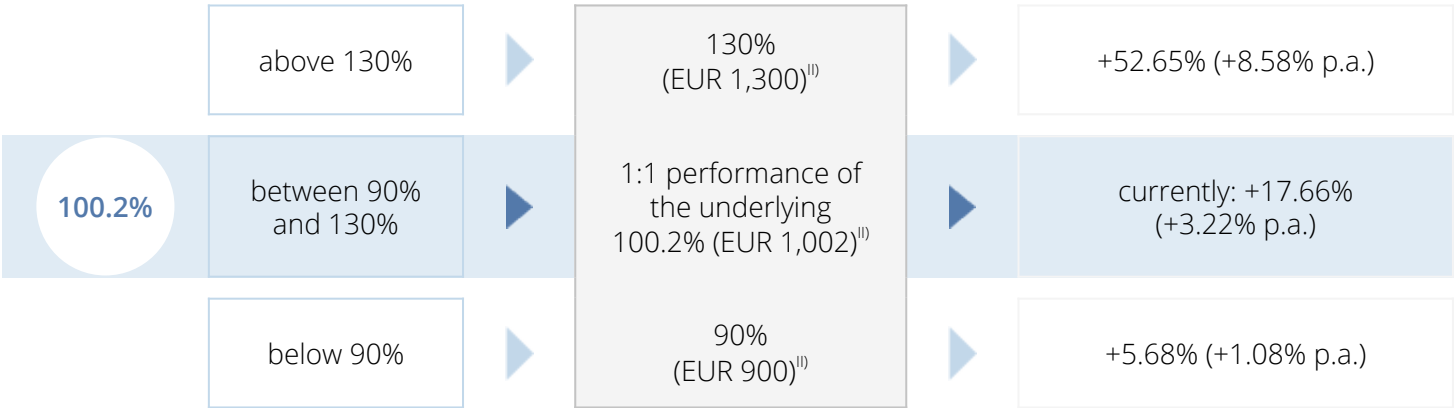 above 130%
130%
(EUR 1,300)II)
+52.65% (+8.58% p.a.)
100.2%
between 90%
and 130%
1:1 performance of
the underlying
100.2% (EUR 1,002)II)
currently: +17.66%
(+3.22% p.a.)
below 90%
90%
(EUR 900)II)
+5.68% (+1.08% p.a.)